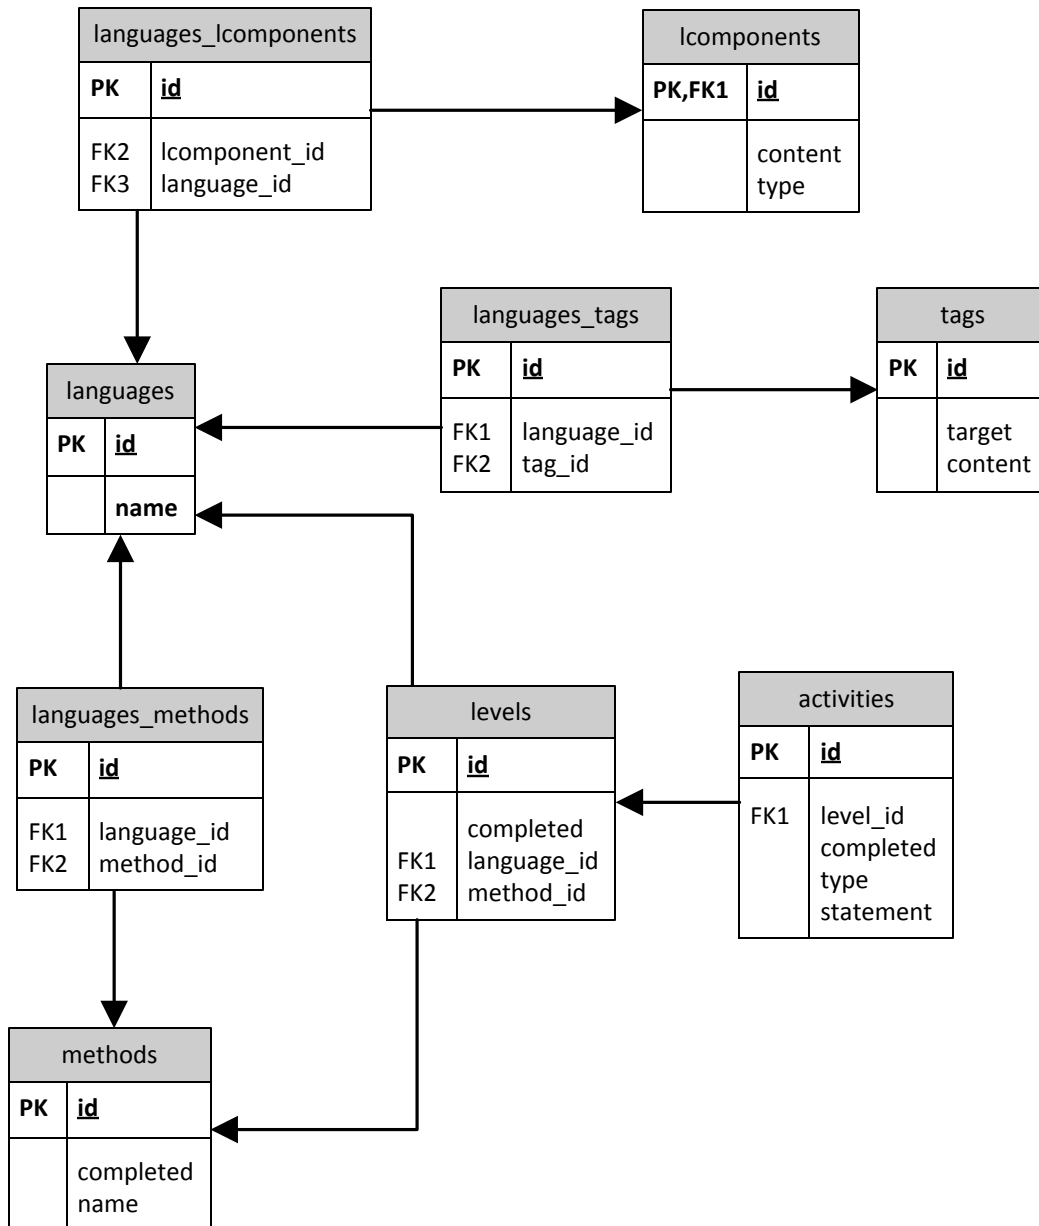 languages_lcomponents
PK id
FK2 lcomponent_id
FK3 language_id
lcomponents
PK,FK1 id
content
type
languages_tags
PK id
FK1 language_id
FK2 tag_id
tags
PK id
target
content
languages
PK id
name
languages_methods
PK id
FK1 language_id
FK2 method_id
levels
PK id
completed
FK1 language_id
FK2 method_id
activities
PK id
FK1 level_id
completed
type
statement
methods
PK id
completed
name